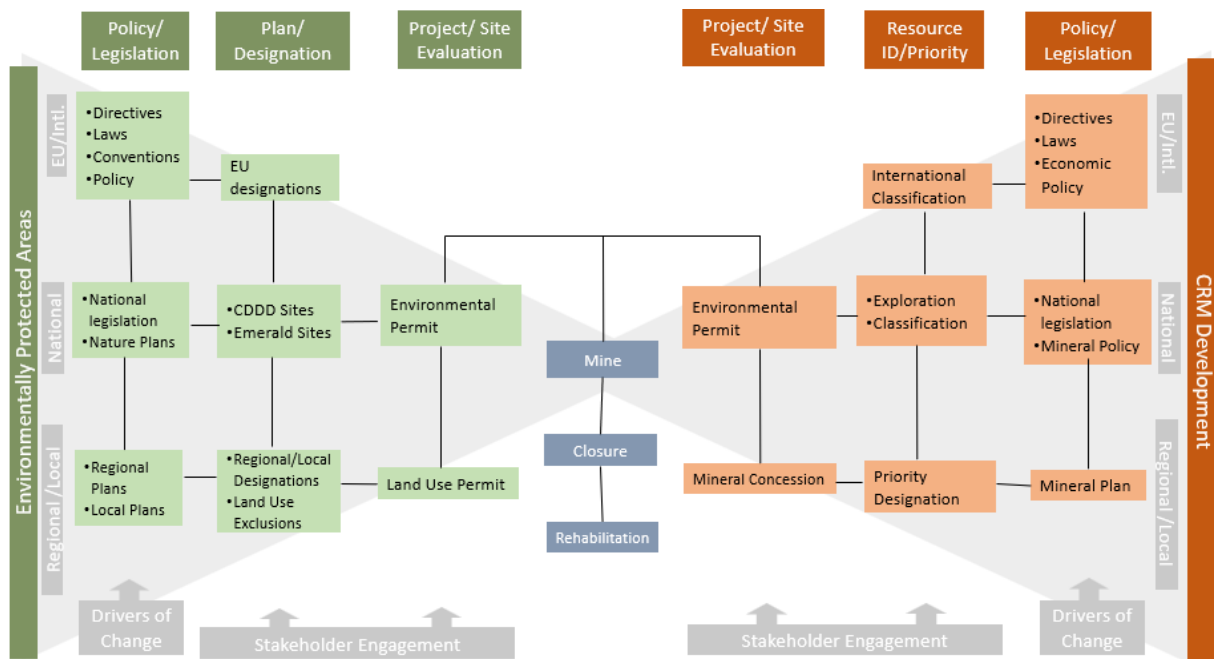 Policy/
Legislation
Plan/
Designation
Project/ Site
Evaluation
Project/ Site
Evaluation
Resource
ID/Priority
Policy/
Legislation
Environmentally Protected Areas
EU/Intl.
National
Regional /Local
•Directives
•Laws
•Conventions
•Policy
EU
designations
•National
legislation
•Nature Plans
•CDDD Sites
•Emerald Sites
Environmental
Permit
•Regional
Plans
•Local Plans
•Regional/Local
Designations
•Land Use
Exclusions
Land Use Permit
Mine
Closure
Rehabilitation
International
Classification
•Directives
•Laws
•Economic
Policy
Environmental
Permit
•Exploration
•Classification
•National
legislation
•Mineral Policy
Mineral Concession
Priority
Designation
Mineral Plan
EU/Intl.
National
Regional /Local
CRM Development
Drivers of
Change
Stakeholder Engagement
Stakeholder Engagement
Drivers of
Change